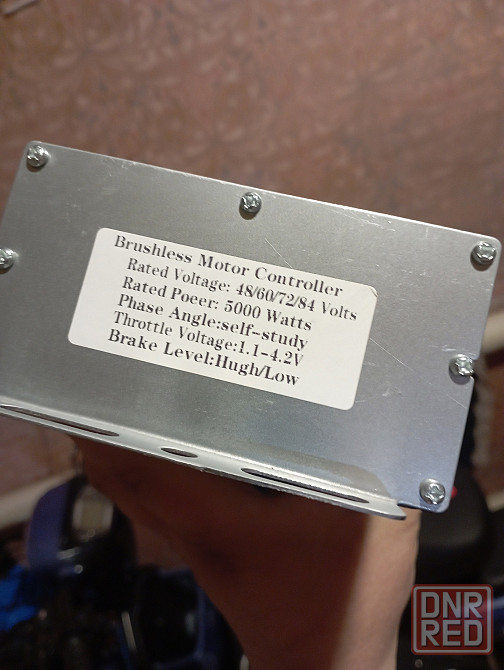 Brushless Motor Controller
Rated Voltage: 48/60/72/84 Volts
Rated Poeer: 5000 Watts
Phase Angle:self-study
Throttle Voltage:1.1-4.2V
Brake Level:Hugh/Low
DNR
RED